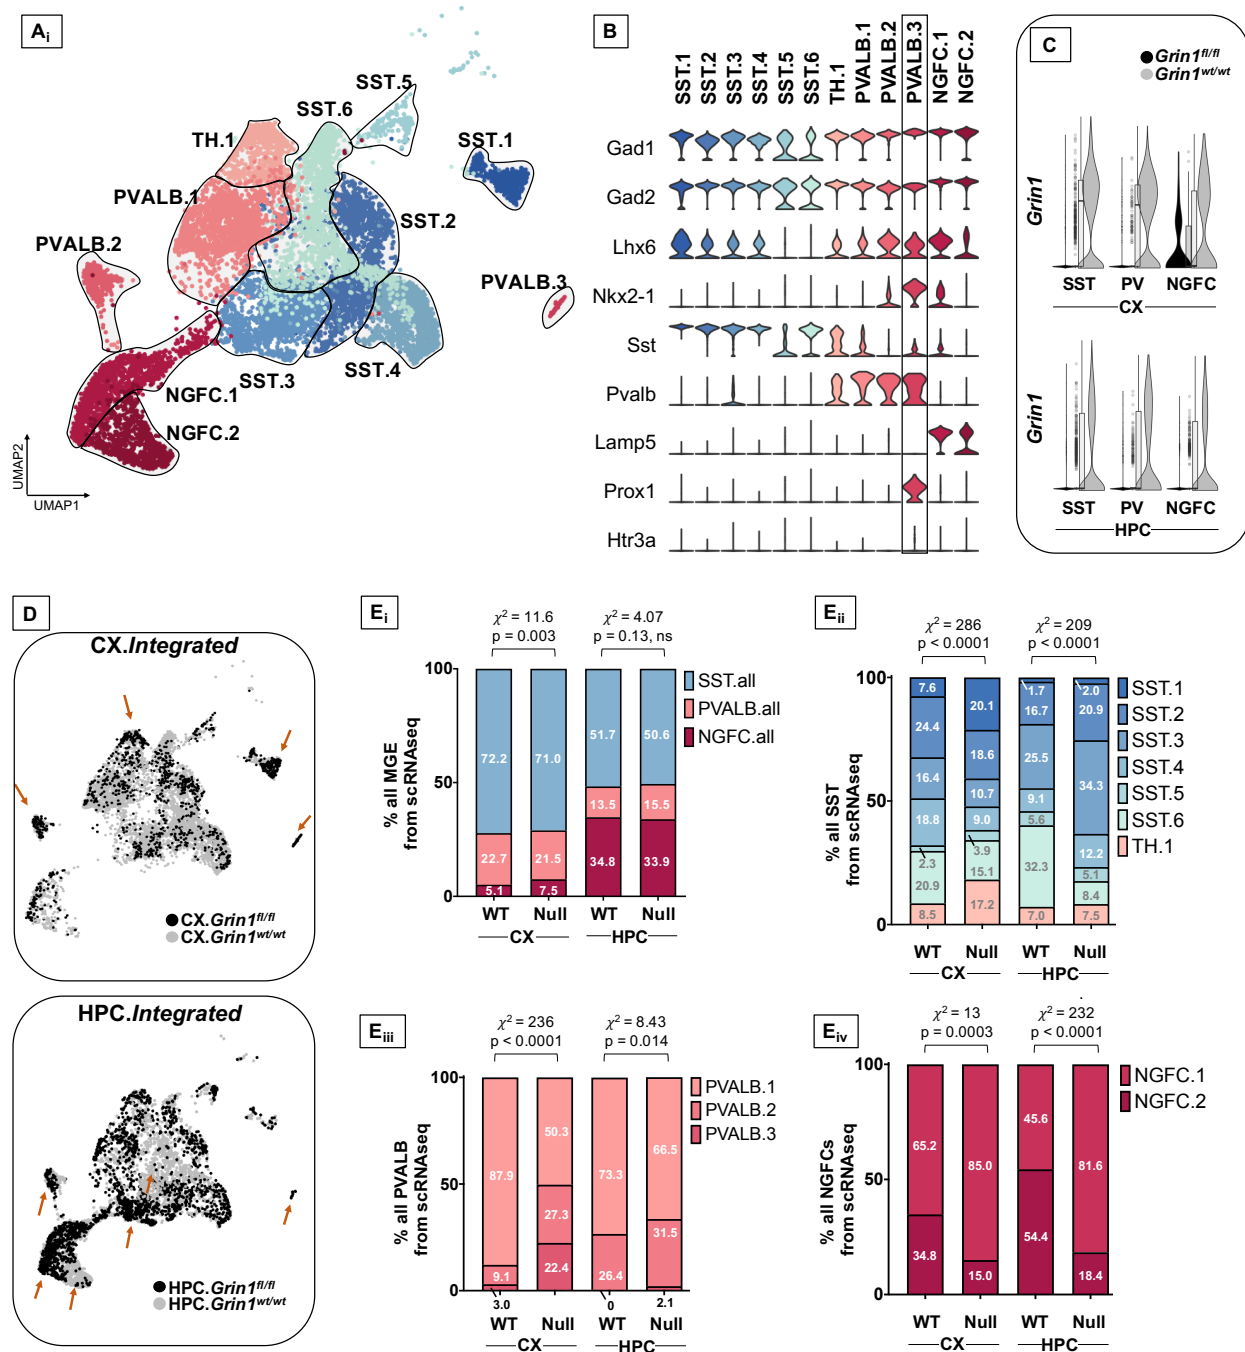 A i
SST.5
SST.6
TH.1
SST.1
PVALB.1
SST.2
PVALB.2
PVALB.3
SST.3
SST.4
NGFC.1
NGFC.2
UMAP2
UMAP1
B
SST.1
SST.2
SST.3
SST.4
SST.5
SST.6
TH.1
PVALB.1
PVALB.2
PVALB.3
NGFC.1
NGFC.2
Gad1
Gad2
Lhx6
Nkx2-1
Sst
Pvalb
Lamp5
Prox1
Htr3a
C
Grin1 fl/fl
Grin1 wt/wt
Grin1
SST PV NGFC
CX
Grin1
SST PV NGFC
HPC
D
CX.Integrated
CX.Grin1 fl/fl
CX.Grin1 wt/wt
HPC.Integrated
HPC.Grin1 fl/fl
HPC.Grin1 wt/wt
E i
χ² = 11.6
p = 0.003
χ² = 4.07
p = 0.13, ns
% all MGE
from scRNAseq
100
50
0
72.2 71.0 51.7 50.6
22.7 21.5 13.5 15.5
5.1 7.5 34.8 33.9
WT Null WT Null
CX HPC
SST.all
PVALB.all
NGFC.all
E ii
χ² = 286
p < 0.0001
χ² = 209
p < 0.0001
% all SST
from scRNAseq
100
50
0
7.6 20.1 1.7 2.0
24.4 18.6 16.7 20.9
16.4 10.7 25.5 34.3
18.8 9.0 9.1 12.2
2.3 3.9 5.6 5.1
20.9 15.1 32.3 8.4
8.5 17.2 7.0 7.5
WT Null WT Null
CX HPC
SST.1
SST.2
SST.3
SST.4
SST.5
SST.6
TH.1
E iii
χ² = 236
p < 0.0001
χ² = 8.43
p = 0.014
% all PVALB
from scRNAseq
100
50
0
87.9 50.3 73.3 66.5
9.1 27.3 26.4 31.5
3.0 22.4 0 2.1
WT Null WT Null
CX HPC
PVALB.1
PVALB.2
PVALB.3
E iv
χ² = 13
p = 0.0003
χ² = 232
p < 0.0001
% all NGFCs
from scRNAseq
100
50
0
65.2 85.0 45.6 81.6
34.8 15.0 54.4 18.4
WT Null WT Null
CX HPC
NGFC.1
NGFC.2